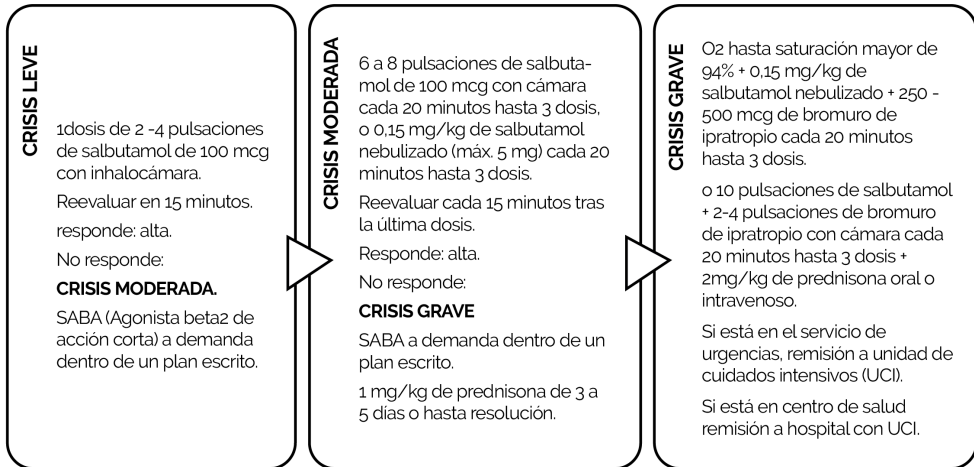 CRISIS LEVE
1dosis de 2 -4 pulsaciones
de salbutamol de 100 mcg
con inhalocámara.
Reevaluar en 15 minutos.
responde: alta.
No responde:
CRISIS MODERADA.
SABA (Agonista beta2 de
acción corta) a demanda
dentro de un plan escrito.
CRISIS MODERADA
6 a 8 pulsaciones de salbuta-
mol de 100 mcg con cámara
cada 20 minutos hasta 3 dosis,
o 0,15 mg/kg de salbutamol
nebulizado (máx. 5 mg) cada 20
minutos hasta 3 dosis.
Reevaluar cada 15 minutos tras
la última dosis.
Responde: alta.
No responde:
CRISIS GRAVE
SABA a demanda dentro de un
plan escrito.
1 mg/kg de prednisona de 3 a
5 días o hasta resolución.
CRISIS GRAVE
O2 hasta saturación mayor de
94% + 0,15 mg/kg de
salbutamol nebulizado + 250 -
500 mcg de bromuro de
ipratropio cada 20 minutos
hasta 3 dosis.
o 10 pulsaciones de salbutamol
+ 2-4 pulsaciones de bromuro
de ipratropio con cámara cada
20 minutos hasta 3 dosis +
2mg/kg de prednisona oral o
intravenoso.
Si está en el servicio de
urgencias, remisión a unidad de
cuidados intensivos (UCI).
Si está en centro de salud
remisión a hospital con UCI.